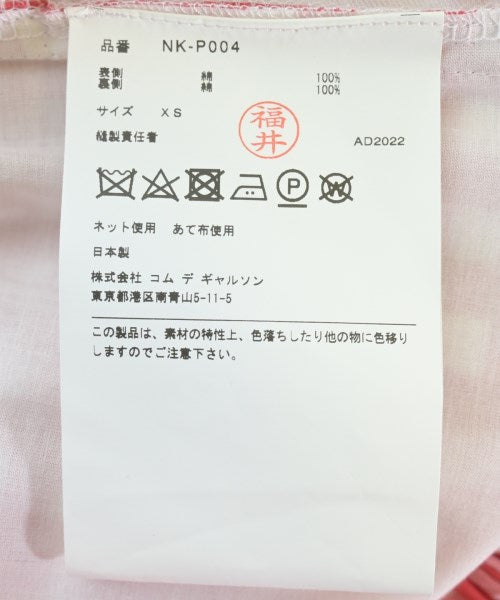 品番 NK-P004
表側 綿 100%
裏側 綿 100%
サイズ XS
福井
縫製責任者 AD2022
P
W
ネット使用 あて布使用
日本製
株式会社 コム デ ギャルソン
東京都港区南青山5-11-5
この製品は、素材の特性上、色落ちしたり他の物に色移り
しますのでご注意下さい。